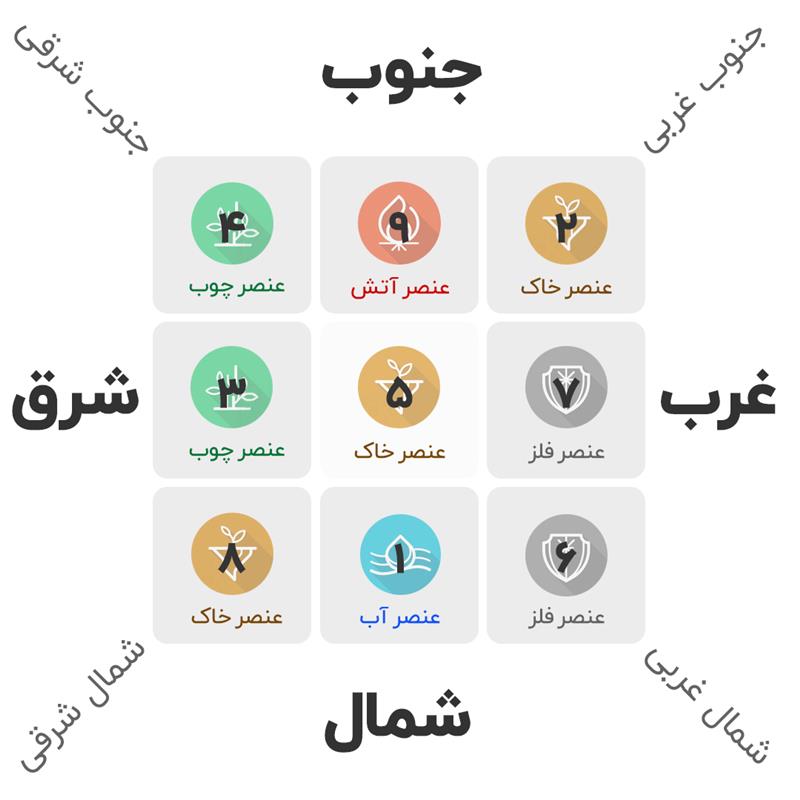 جنوب
جنوب غربی
جنوب شرقی
۲
۹
۴
عنصر خاک
عنصر آتش
عنصر چوب
غرب
۷
۵
۳
شرق
عنصر فلز
عنصر خاک
عنصر چوب
۶
۱
۸
عنصر فلز
عنصر آب
عنصر خاک
شمال غربی
شمال
شمال شرقی